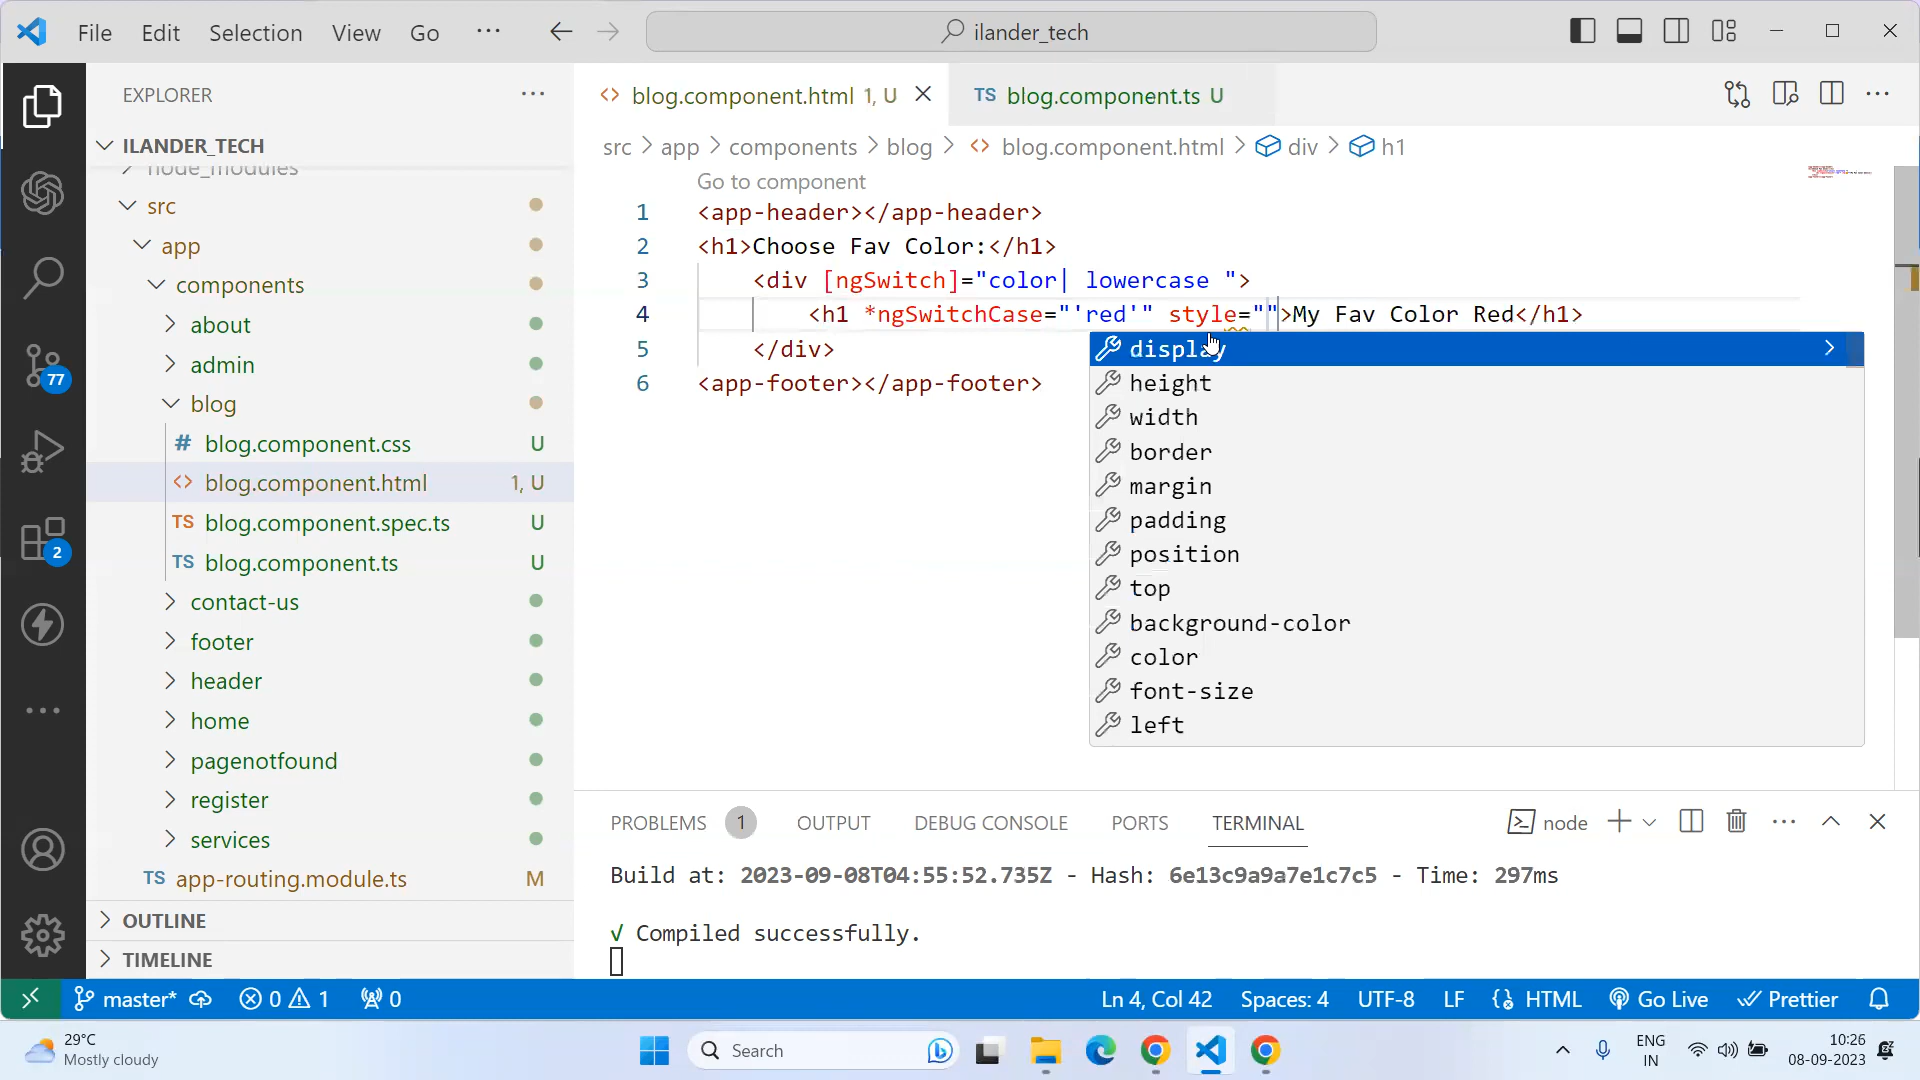 File Edit Selection View Go ··· ilander_tech
EXPLORER ···
ILANDER_TECH
node_modules
src
app
components
about
admin
blog
# blog.component.css U
<> blog.component.html 1, U
TS blog.component.spec.ts U
TS blog.component.ts U
contact-us
footer
header
home
pagenotfound
register
services
TS app-routing.module.ts M
OUTLINE
TIMELINE
77
2
<> blog.component.html 1, U TS blog.component.ts U
src > app > components > blog > <> blog.component.html > div > h1
Go to component
1 <app-header></app-header>
2 <h1>Choose Fav Color:</h1>
3 <div [ngSwitch]="color| lowercase ">
4 <h1 *ngSwitchCase="'red'" style="">My Fav Color Red</h1>
5 </div>
6 <app-footer></app-footer>
display
height
width
border
margin
padding
position
top
background-color
color
font-size
left
PROBLEMS 1 OUTPUT DEBUG CONSOLE PORTS TERMINAL node
Build at: 2023-09-08T04:55:52.735Z - Hash: 6e13c9a9a7e1c7c5 - Time: 297ms
√ Compiled successfully.
master* 0 1 0 Ln 4, Col 42 Spaces: 4 UTF-8 LF HTML Go Live Prettier
29°C
Mostly cloudy
Search
ENG
IN
10:26
08-09-2023